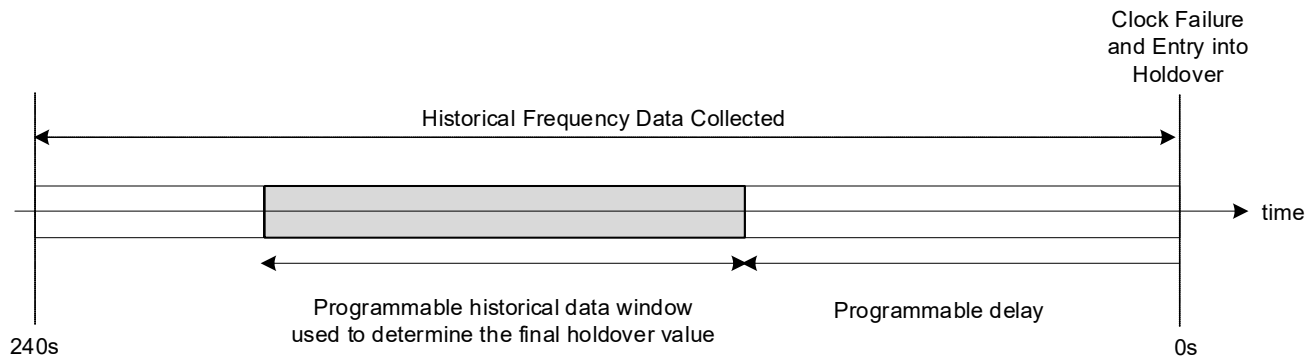 Clock Failure
and Entry into
Holdover
Historical Frequency Data Collected
time
Programmable historical data window
used to determine the final holdover value
Programmable delay
240s
0s